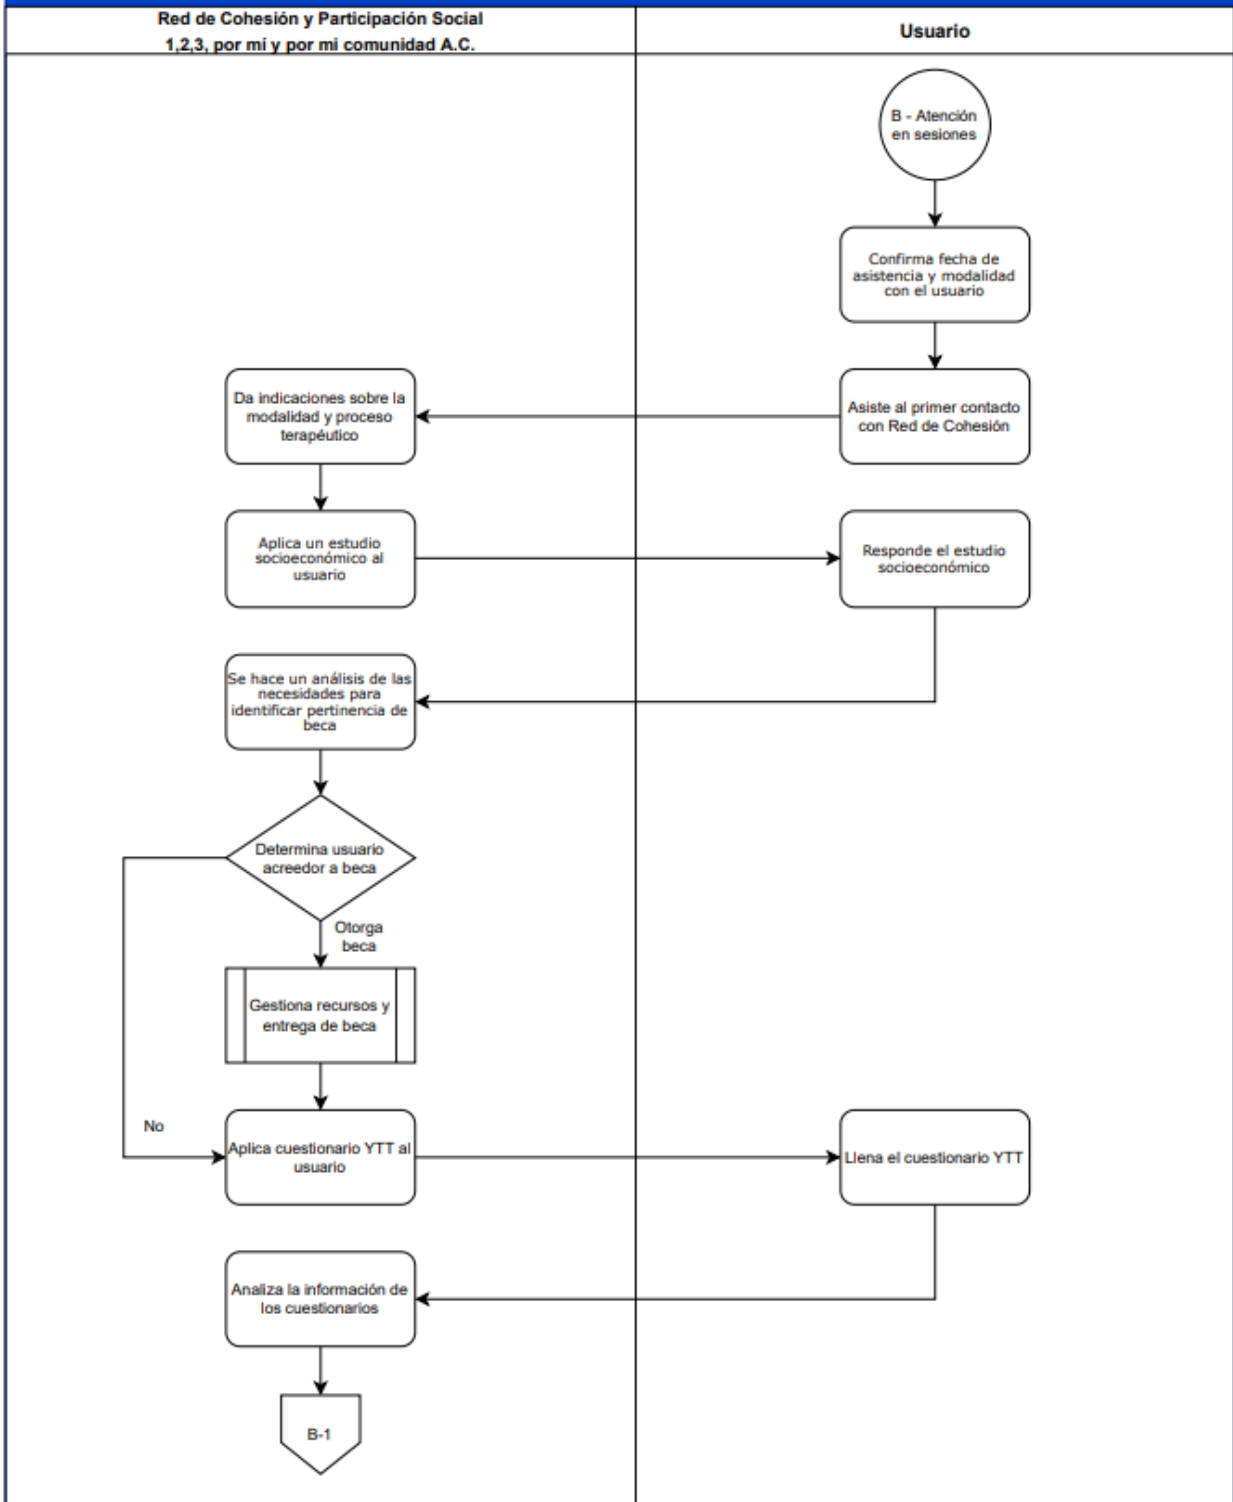 Red de Cohesión y Participación Social
1,2,3, por mí y por mi comunidad A.C.
Usuario
B - Atención
en sesiones
Confirma fecha de
asistencia y modalidad
con el usuario
Asiste al primer contacto
con Red de Cohesión
Da indicaciones sobre la
modalidad y proceso
terapéutico
Aplica un estudio
socioeconómico al
usuario
Responde el estudio
socioeconómico
Se hace un análisis de las
necesidades para
identificar pertinencia de
beca
Determina usuario
acreedor a beca
Otorga
beca
Gestiona recursos y
entrega de beca
No
Aplica cuestionario YTT al
usuario
Llena el cuestionario YTT
Analiza la información de
los cuestionarios
B-1